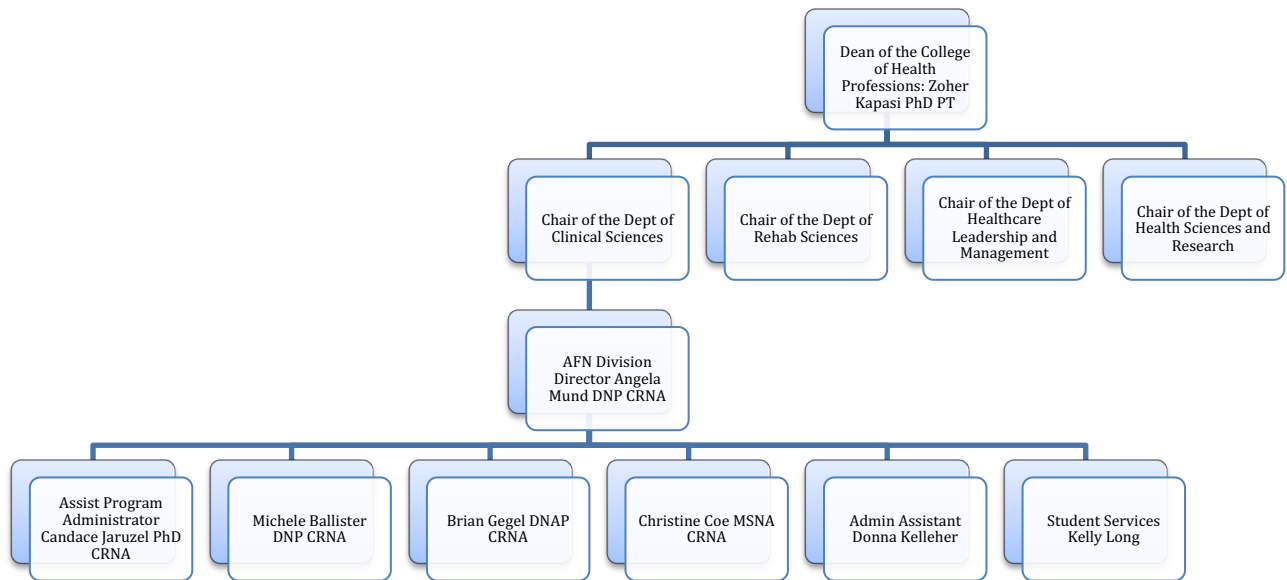 Dean of the College
of Health
Professions: Zoher
Kapasi PhD PT
Chair of the Dept of
Clinical Sciences
Chair of the Dept of
Rehab Sciences
Chair of the Dept of
Healthcare
Leadership and
Management
Chair of the Dept of
Health Sciences and
Research
AFN Division
Director Angela
Mund DNP CRNA
Assist Program
Administrator
Candace Jaruzel PhD
CRNA
Michele Ballister
DNP CRNA
Brian Gegel DNAP
CRNA
Christine Coe MSNA
CRNA
Admin Assistant
Donna Kelleher
Student Services
Kelly Long